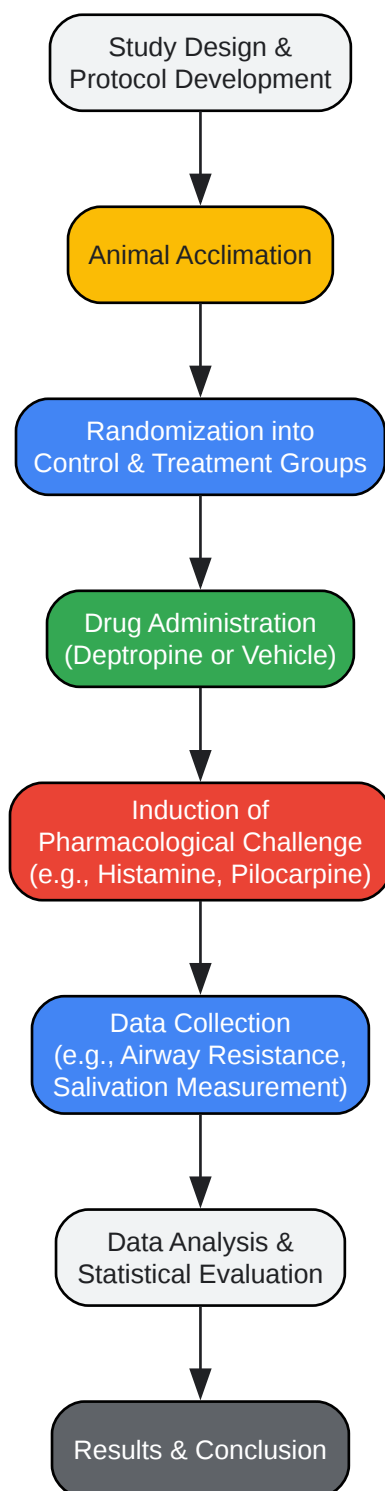 Study Design &
Protocol Development
Animal Acclimation
Randomization into
Control & Treatment Groups
Drug Administration
(Deptropine or Vehicle)
Induction of
Pharmacological Challenge
(e.g., Histamine, Pilocarpine)
Data Collection
(e.g., Airway Resistance,
Salivation Measurement)
Data Analysis &
Statistical Evaluation
Results & Conclusion